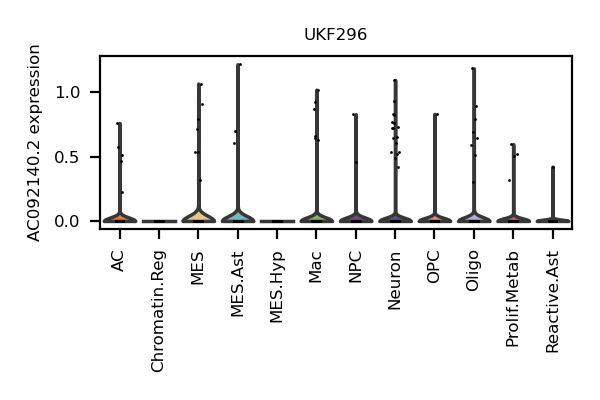 UKF296
AC092140.2 expression
1.0
0.5
0.0
AC
Chromatin.Reg
MES
MES.Ast
MES.Hyp
Mac
NPC
Neuron
OPC
Oligo
Prolif.Metab
Reactive.Ast